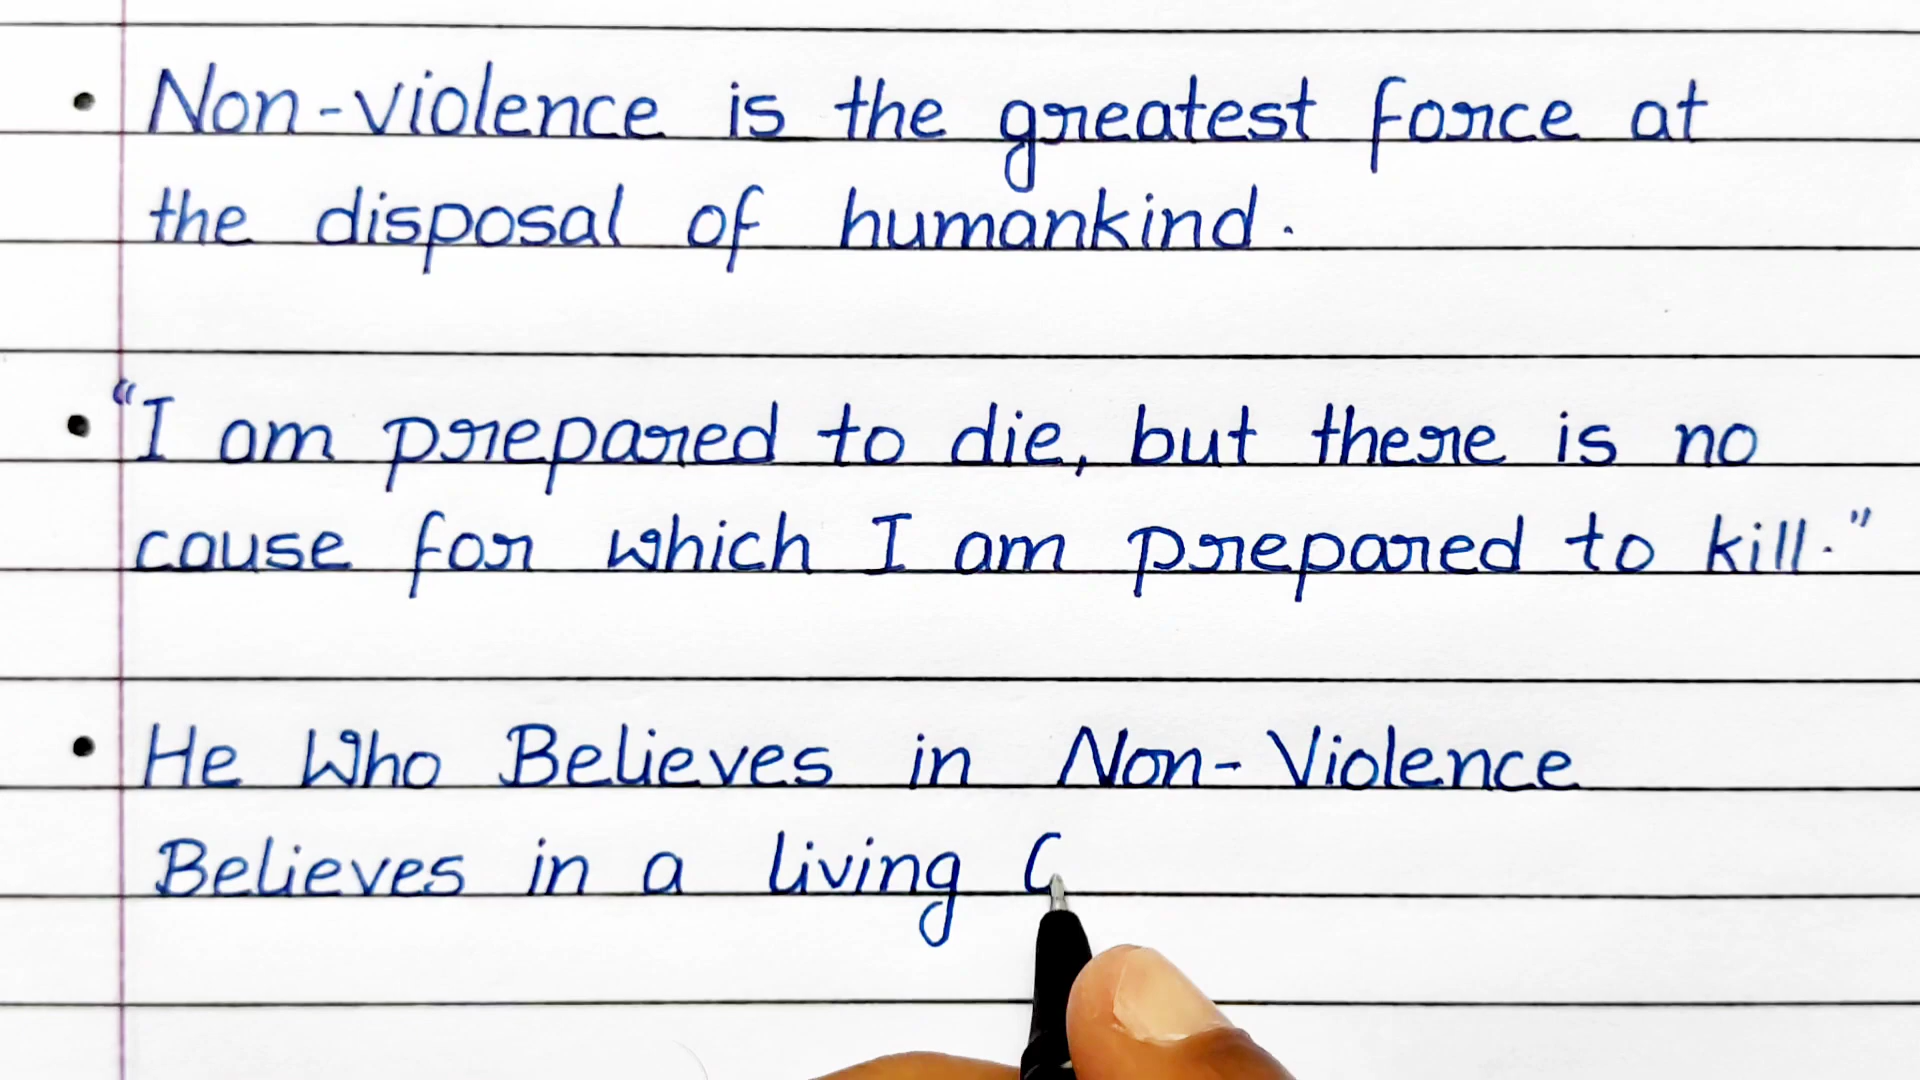 • Non-violence is the greatest force at
the disposal of humankind.
• "I am prepared to die, but there is no
cause for which I am prepared to kill."
• He Who Believes in Non-Violence
Believes in a living